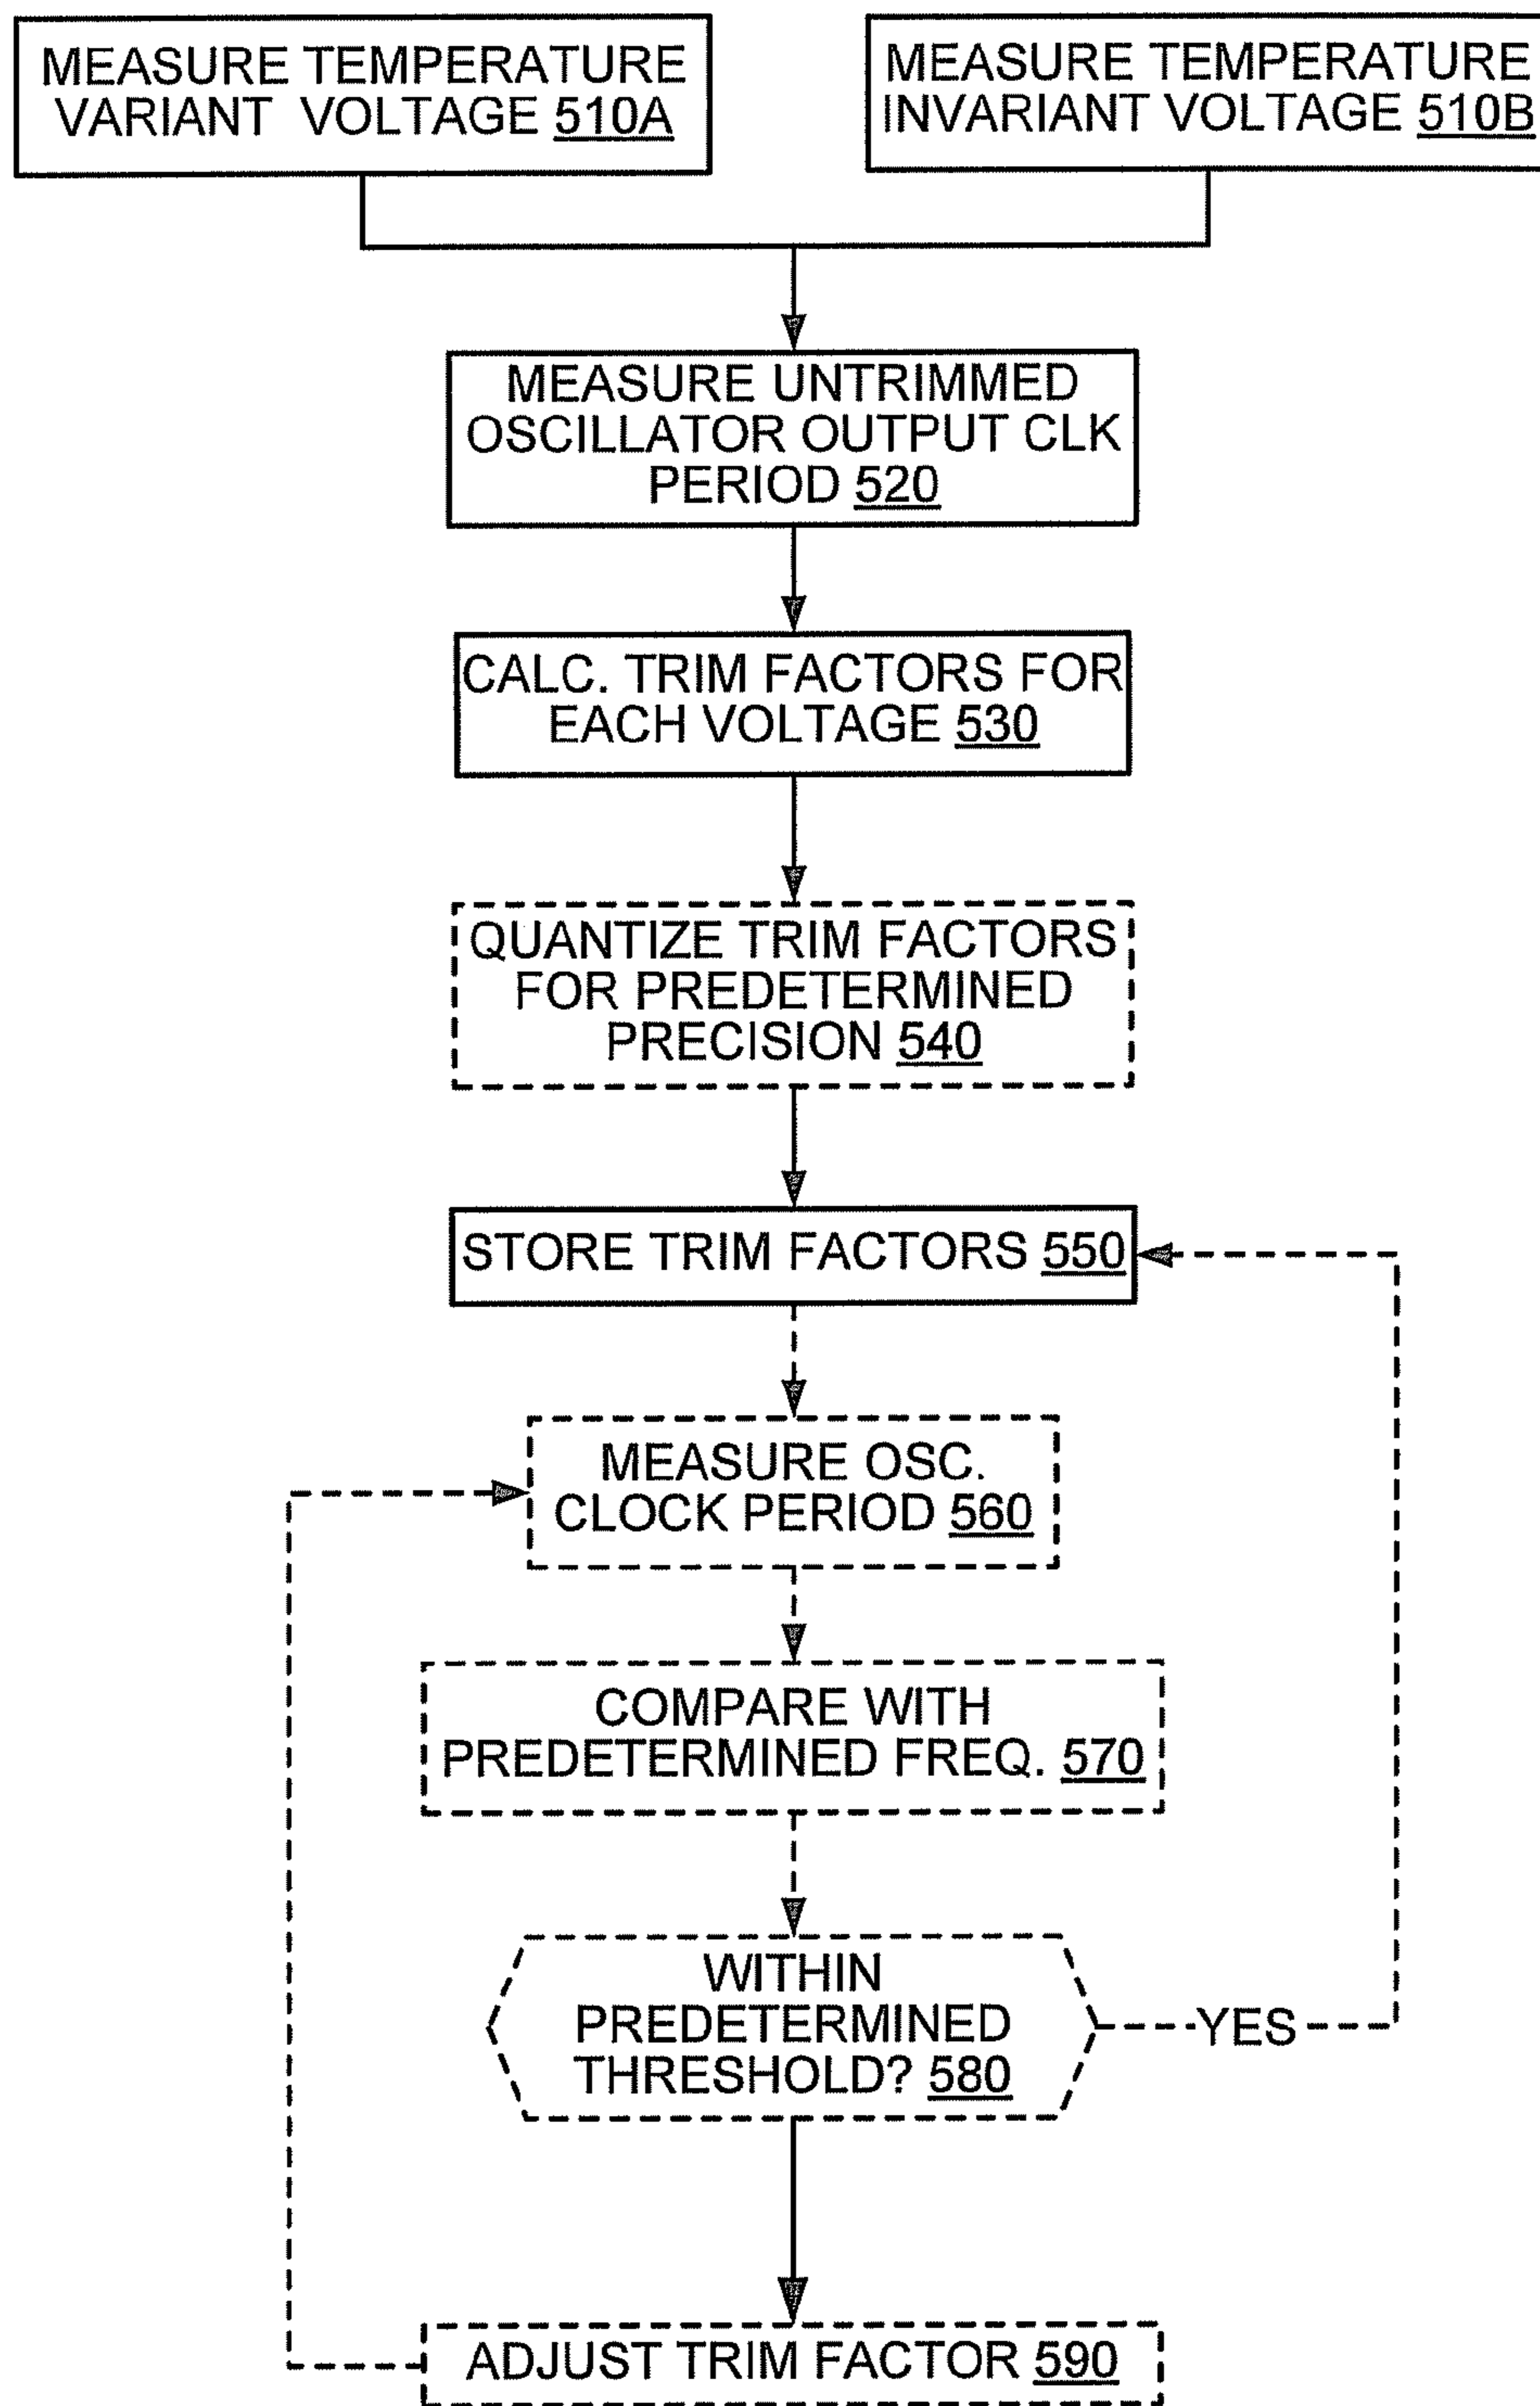 MEASURE TEMPERATURE
VARIANT VOLTAGE 510A
MEASURE TEMPERATURE
INVARIANT VOLTAGE 510B
MEASURE UNTRIMMED
OSCILLATOR OUTPUT CLK
PERIOD 520
CALC. TRIM FACTORS FOR
EACH VOLTAGE 530
QUANTIZE TRIM FACTORS
FOR PREDETERMINED
PRECISION 540
STORE TRIM FACTORS 550
MEASURE OSC.
CLOCK PERIOD 560
COMPARE WITH
PREDETERMINED FREQ. 570
WITHIN
PREDETERMINED
THRESHOLD? 580
YES
ADJUST TRIM FACTOR 590